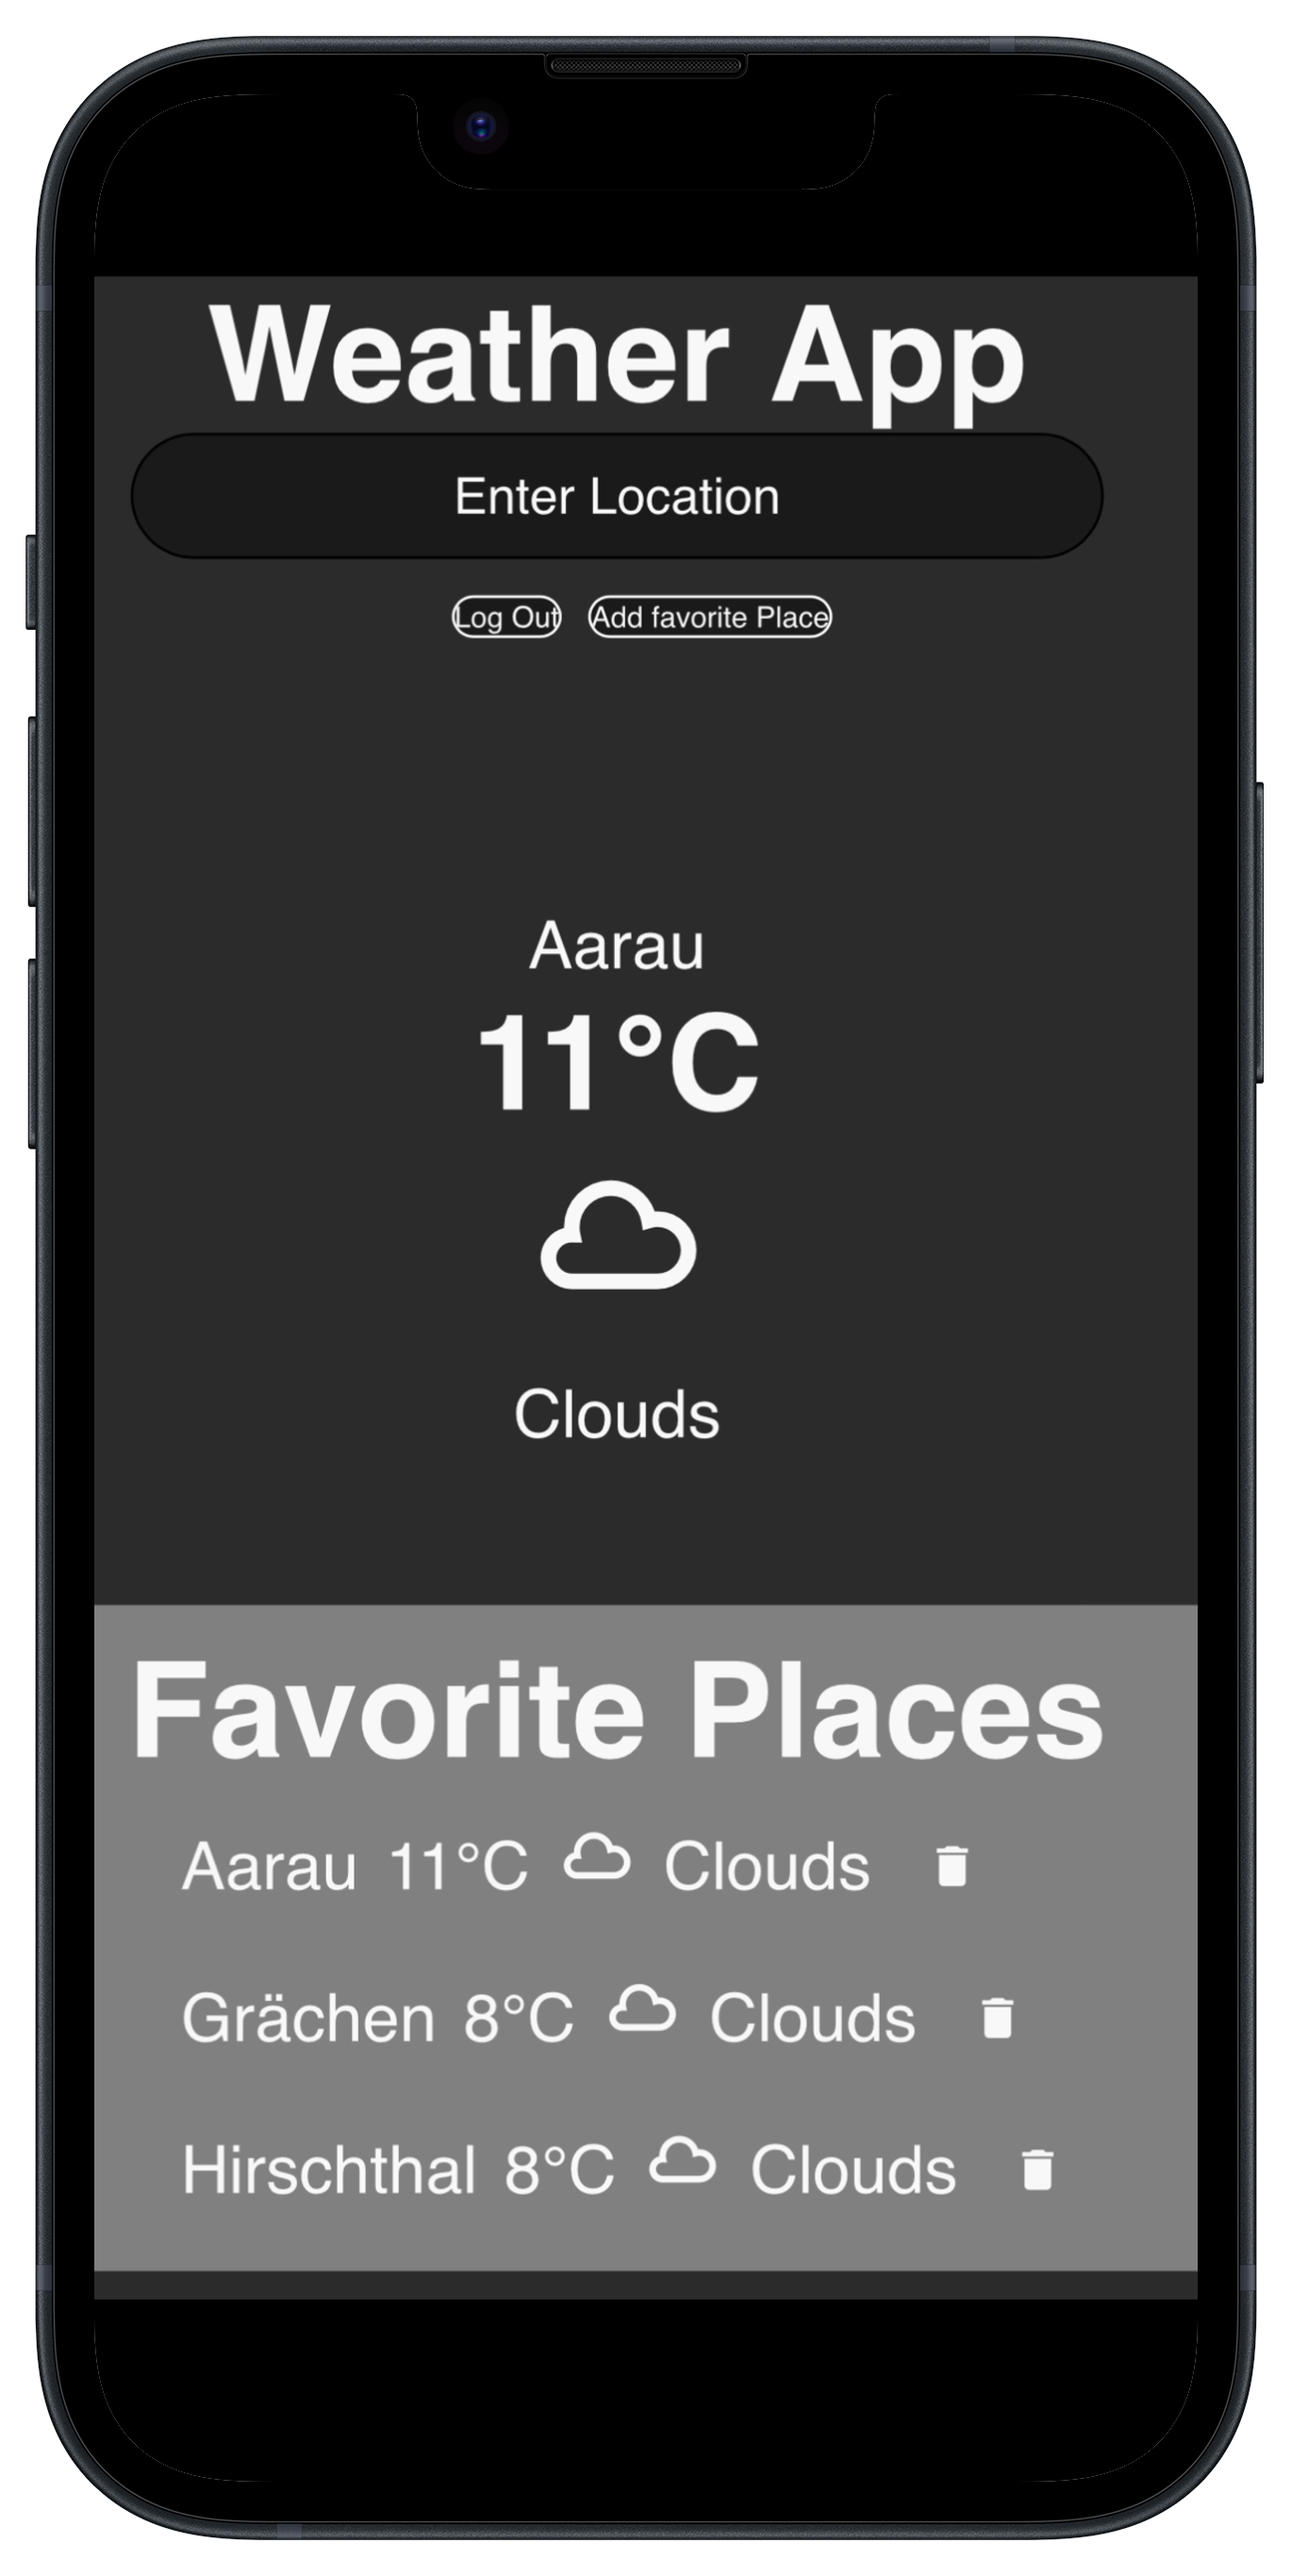 Weather App
Enter Location
Log Out Add favorite Place
Aarau
11°C
Clouds
Favorite Places
Aarau 11°C Clouds
Grächen 8°C Clouds
Hirschthal 8°C Clouds